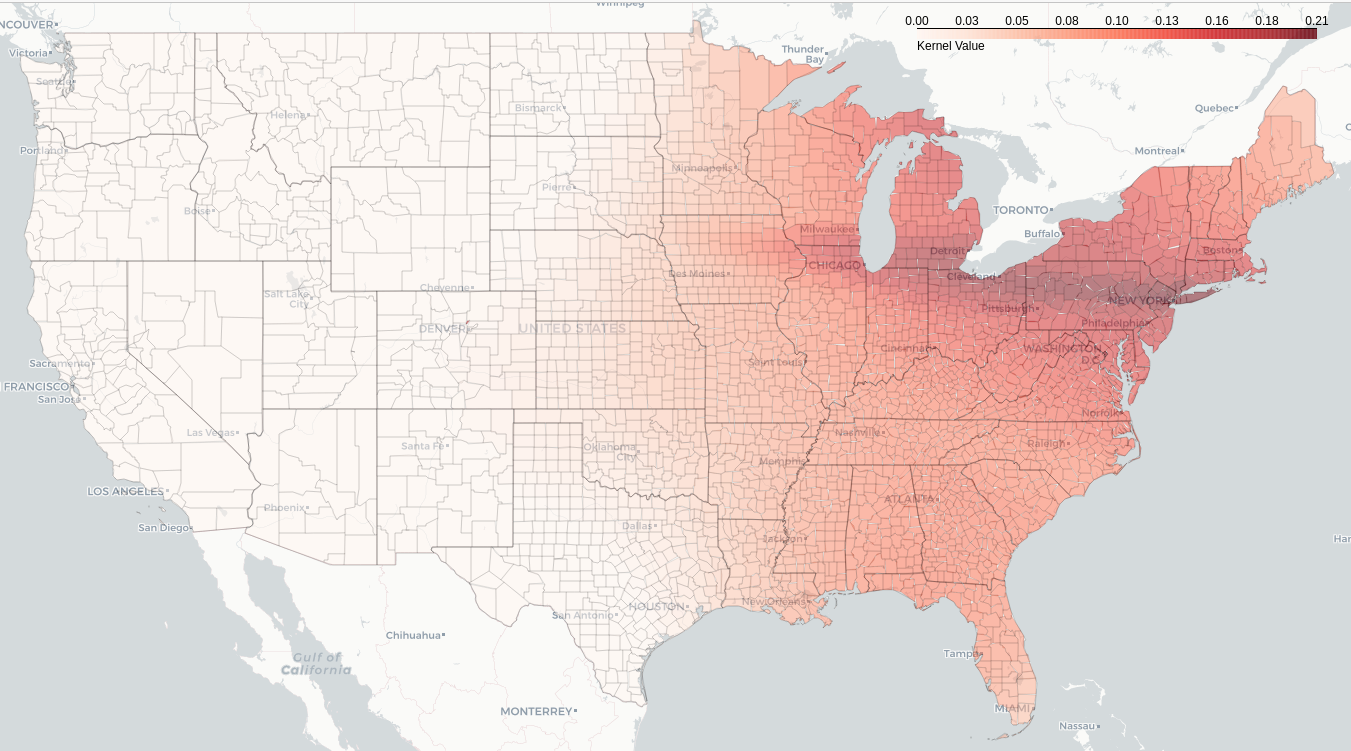 Winnipeg
VANCOUVER
Victoria
Seattle
Portland
Helena
Bismarck
Boise
Pierre
Minneapolis
Thunder
Bay
0.00 0.03 0.05 0.08 0.10 0.13 0.16 0.18 0.21
Kernel Value
Quebec
Montreal
TORONTO
Buffalo
Milwaukee
Detroit
Boston
CHICAGO
Cleveland
Des Moines
Salt Lake
City
Cheyenne
NEW YORK
Pittsburgh
Philadelphia
DENVER
UNITED STATES
Cincinnati
WASHINGTON
D.C.
Saint Louis
Sacramento
FRANCISCO
San Jose
Las Vegas
Santa Fe
Oklahoma
City
Nashville
Norfolk
Raleigh
Memphis
LOS ANGELES
Phoenix
San Diego
Dallas
ATLANTA
Jackson
HOUSTON
New Orleans
San Antonio
Chihuahua
Gulf of
California
Tampa
MONTERREY
MIAMI
Nassau